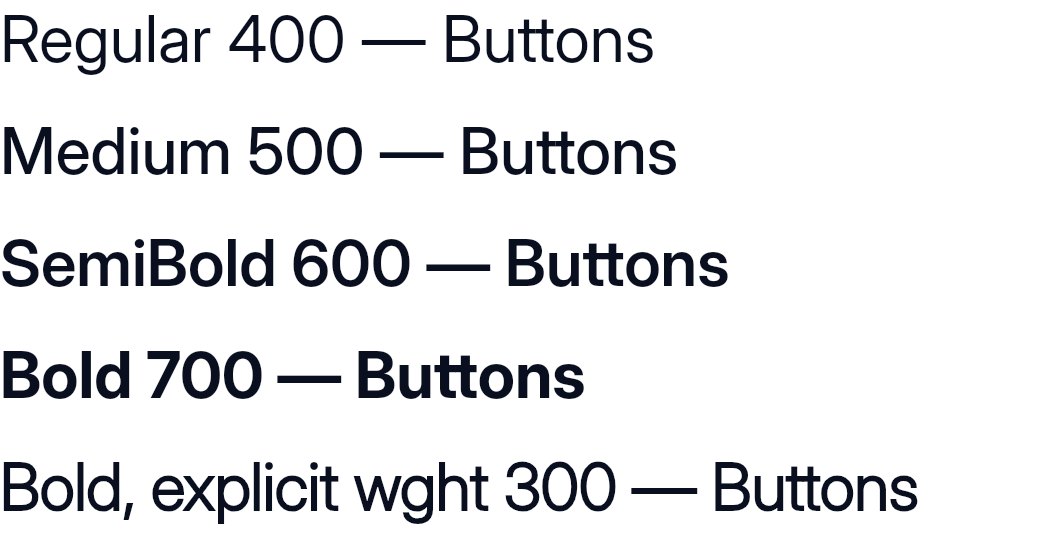 Regular 400 — Buttons
Medium 500 — Buttons
SemiBold 600 — Buttons
Bold 700 — Buttons
Bold, explicit wght 300 — Buttons